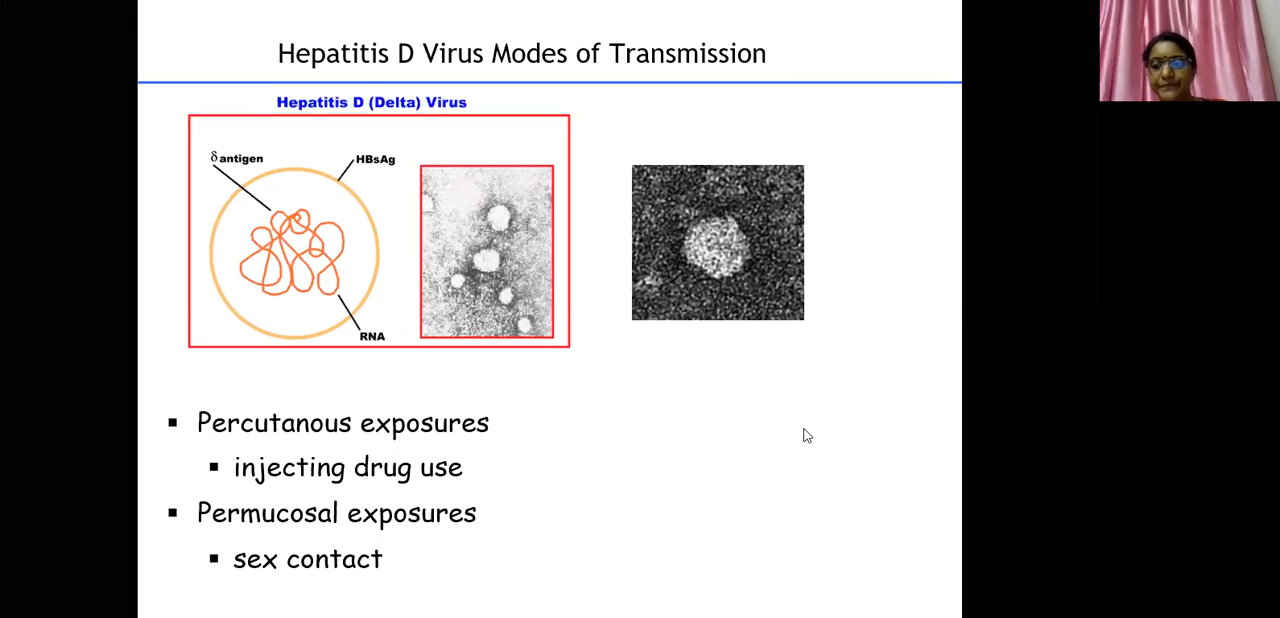 Hepatitis D Virus Modes of Transmission
Hepatitis D (Delta) Virus
δ antigen
HBsAg
RNA
▪ Percutanous exposures
▪ injecting drug use
▪ Permucosal exposures
▪ sex contact